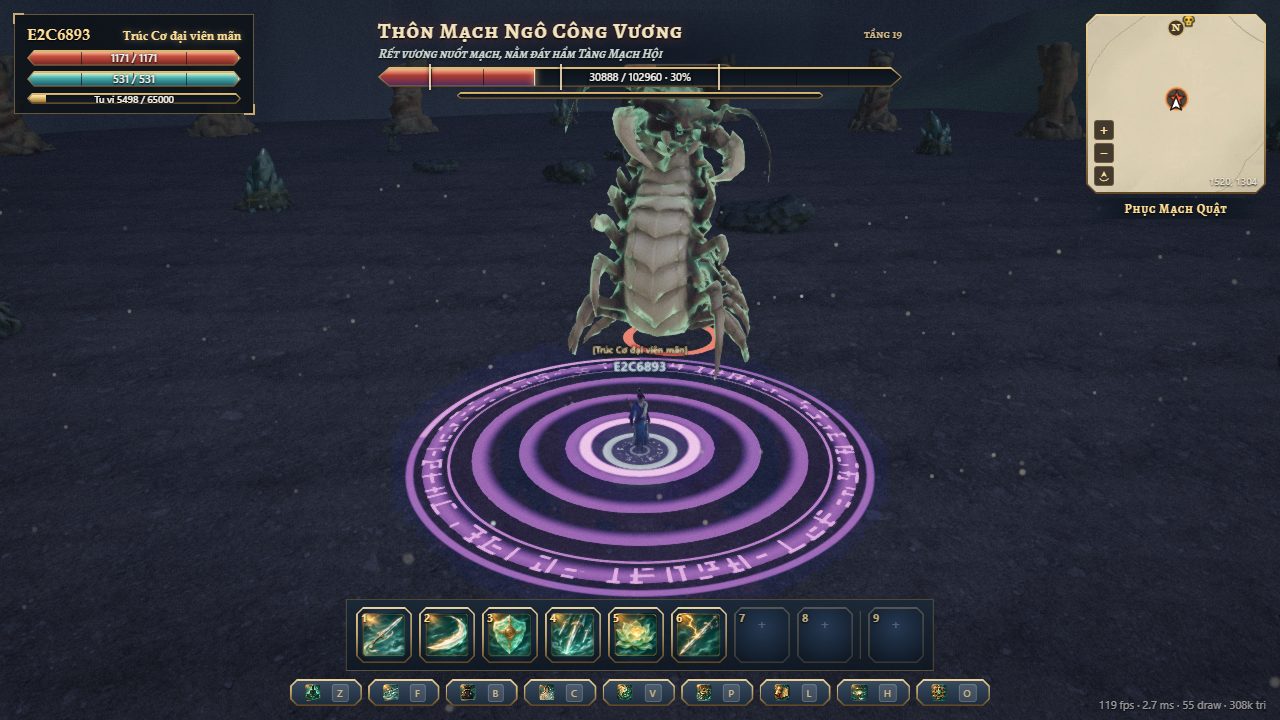 E2C6893 Trúc Cơ đại viên mãn
1171 / 1171
531 / 531
Tu vi 5498 / 65000
Thôn Mạch Ngô Công Vương
TẦNG 19
Rết vương nuốt mạch, nằm đáy hầm Tàng Mạch Hội
30888 / 102960 · 30%
N
+
−
1520, 1304
Phục Mạch Quật
[Trúc Cơ đại viên mãn]
E2C6893
1 2 3 4 5 6 7 8 9
+ + +
Z F B C V P L H O
119 fps · 2.7 ms · 55 draw · 308k tri